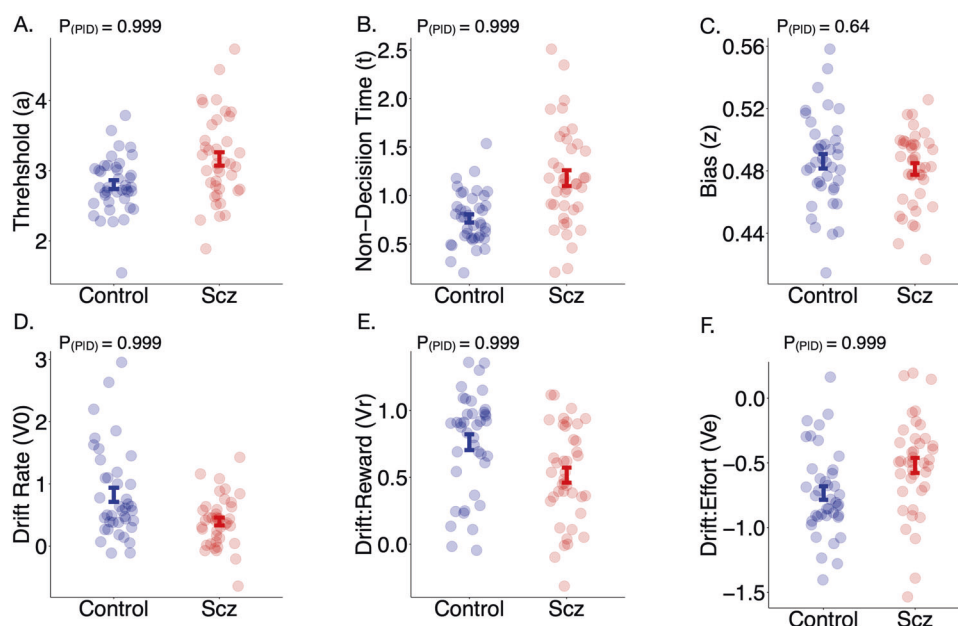 A.
P(PID) = 0.999
Threhsold (a)
4
3
2
Control
Scz
B.
P(PID) = 0.999
Non-Decisiion Time (t)
2.5
2.0
1.5
1.0
0.5
Control
Scz
C.
P(PID) = 0.64
Bias (z)
0.56
0.52
0.48
0.44
Control
Scz
D.
P(PID) = 0.999
Drift Rate (V0)
3
2
1
0
Control
Scz
E.
P(PID) = 0.999
Drift:Reward (Vr)
1.0
0.5
0.0
Control
Scz
F.
P(PID) = 0.999
Drift:Effort (Ve)
0.0
-0.5
-1.0
-1.5
Control
Scz